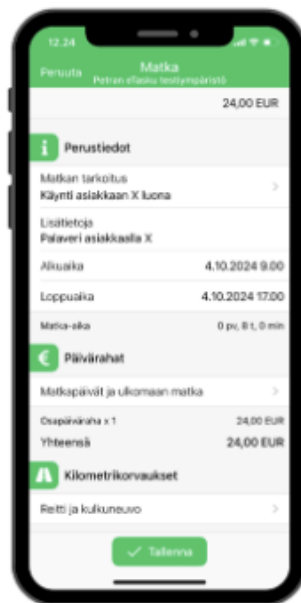 12.24
Peruuta Matka
Petran eTasku testiympäristö
24,00 EUR
Perustiedot
Matkan tarkoitus
Käynti asiakkaan X luona
Lisätietoja
Palaveri asiakkaalla X
Alkuaika 4.10.2024 9.00
Loppuaika 4.10.2024 17.00
Matka-aika 0 pv, 8 t, 0 min
Päivärahat
Matkapäivät ja ulkomaan matka
Osapäiväraha x 1 24,00 EUR
Yhteensä 24,00 EUR
Kilometrikorvaukset
Reitti ja kulkuneuvo
Tallenna